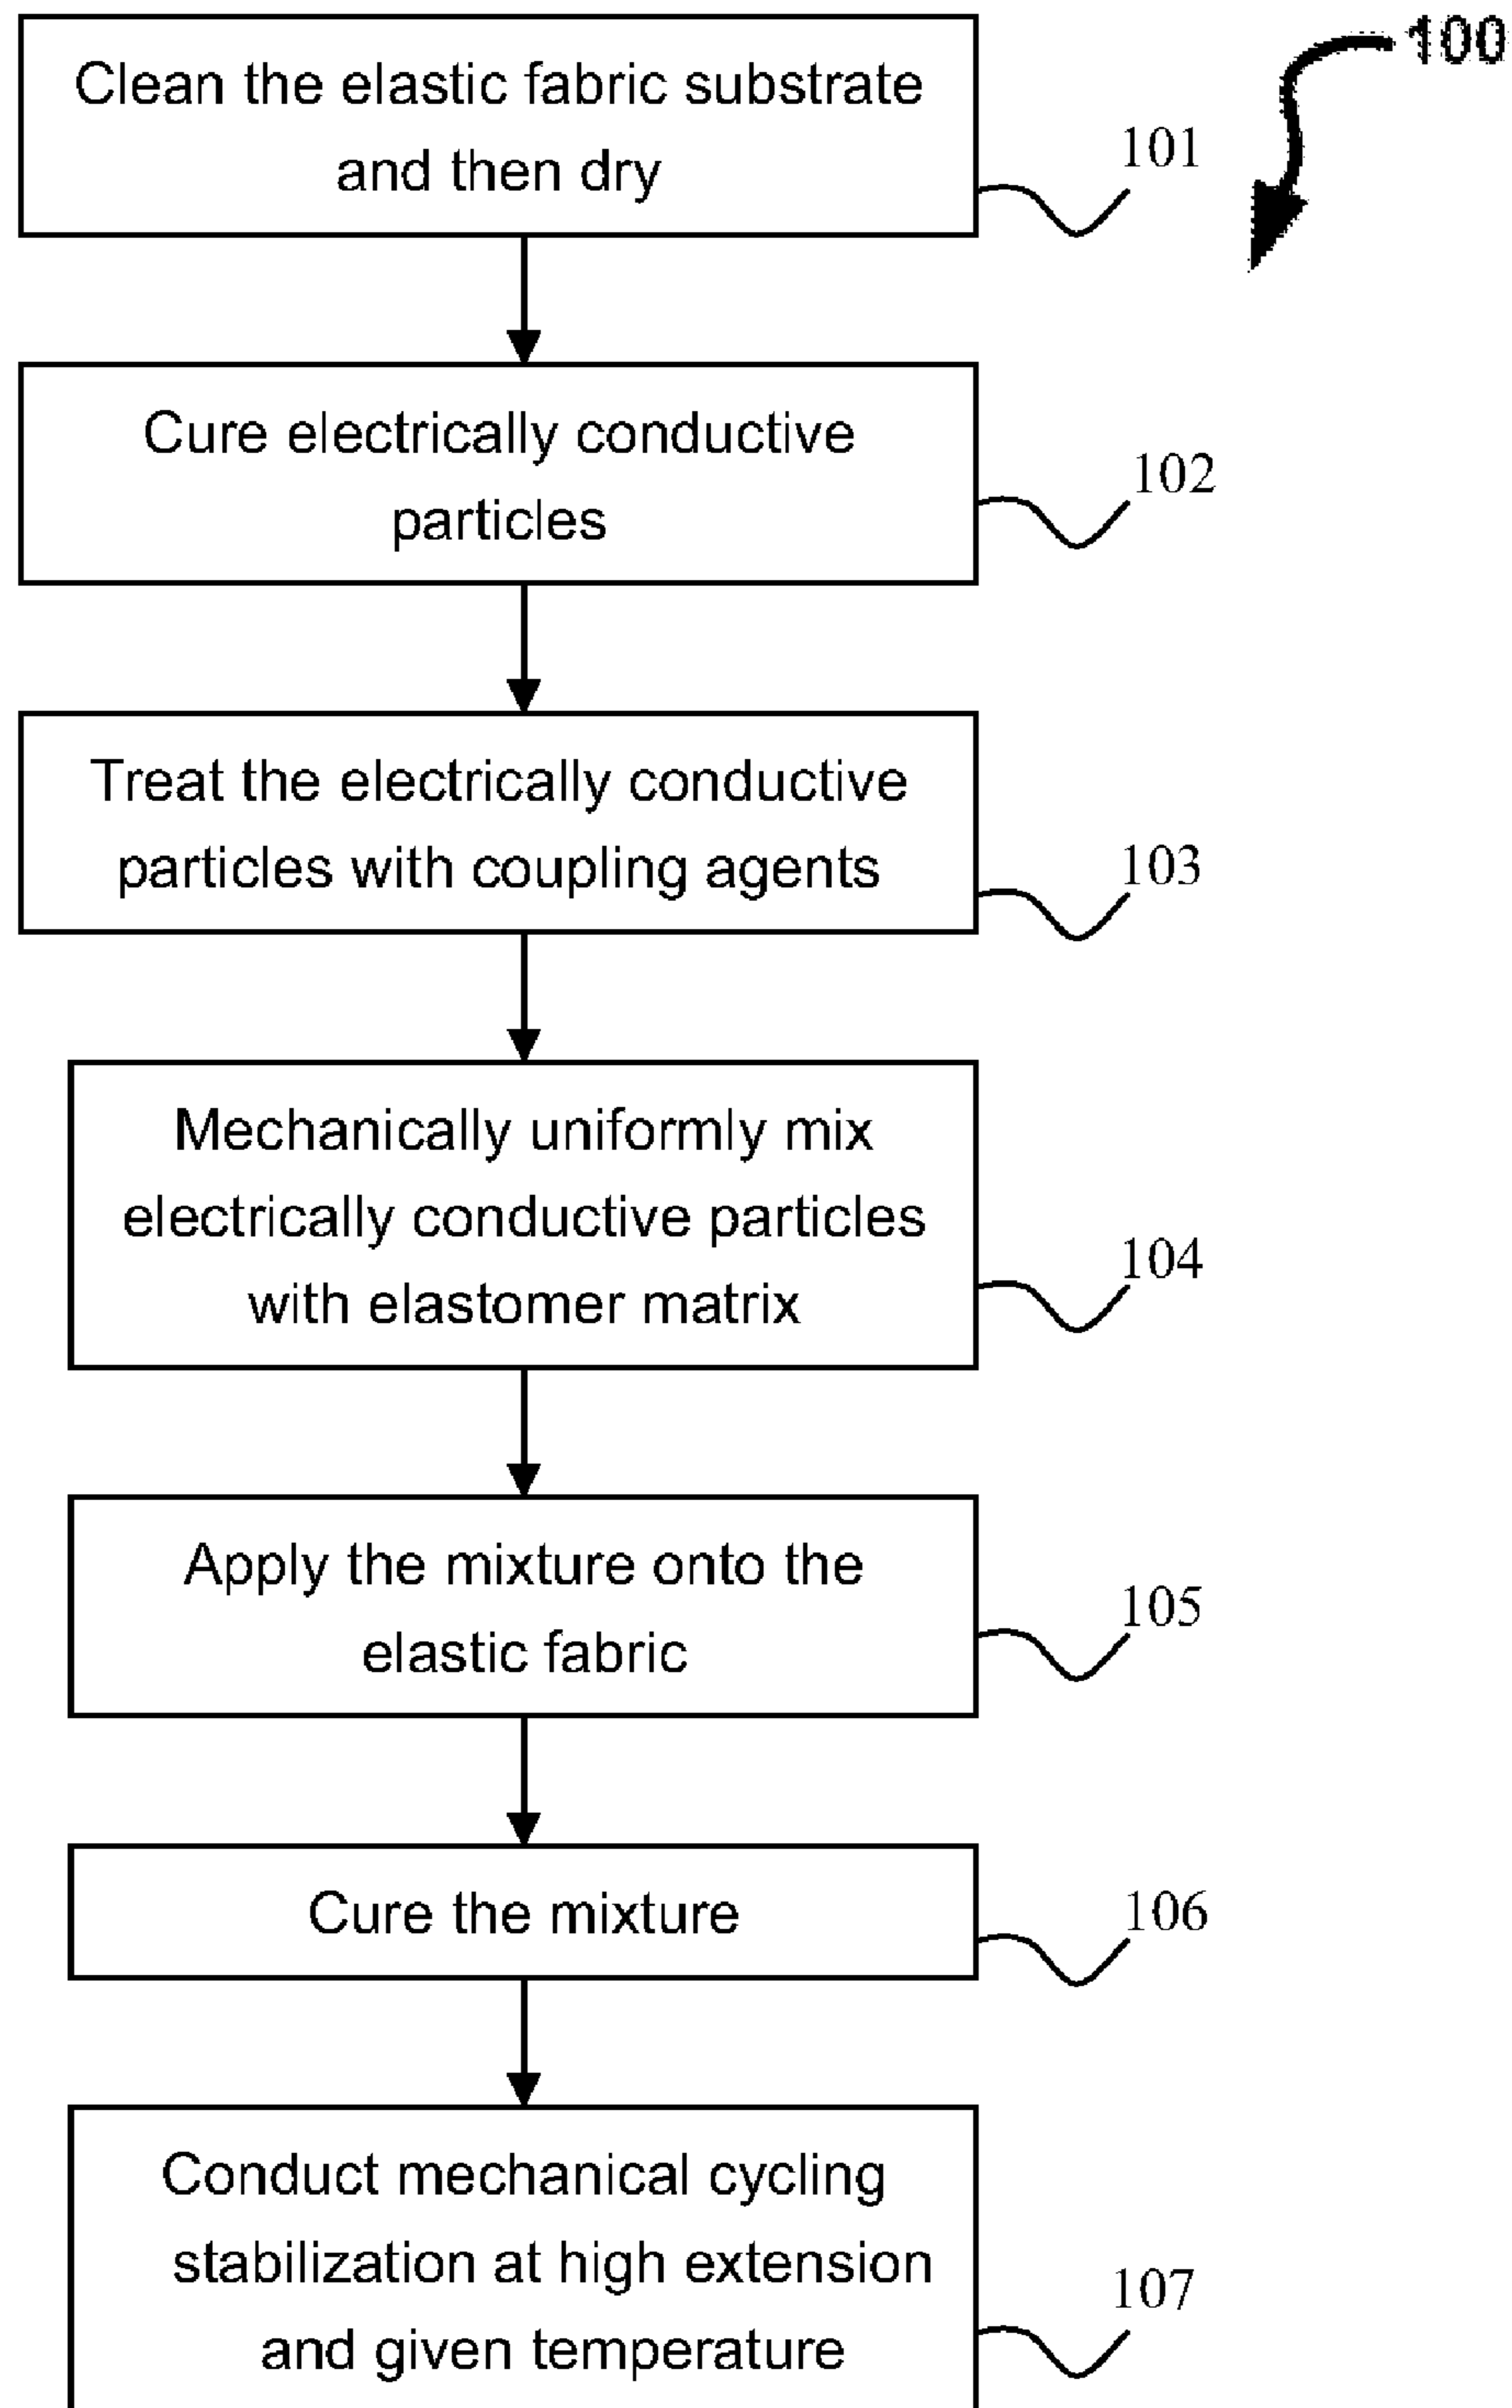 100
Clean the elastic fabric substrate
and then dry
101
Cure electrically conductive
particles
102
Treat the electrically conductive
particles with coupling agents
103
Mechanically uniformly mix
electrically conductive particles
with elastomer matrix
104
Apply the mixture onto the
elastic fabric
105
Cure the mixture
106
Conduct mechanical cycling
stabilization at high extension
and given temperature
107